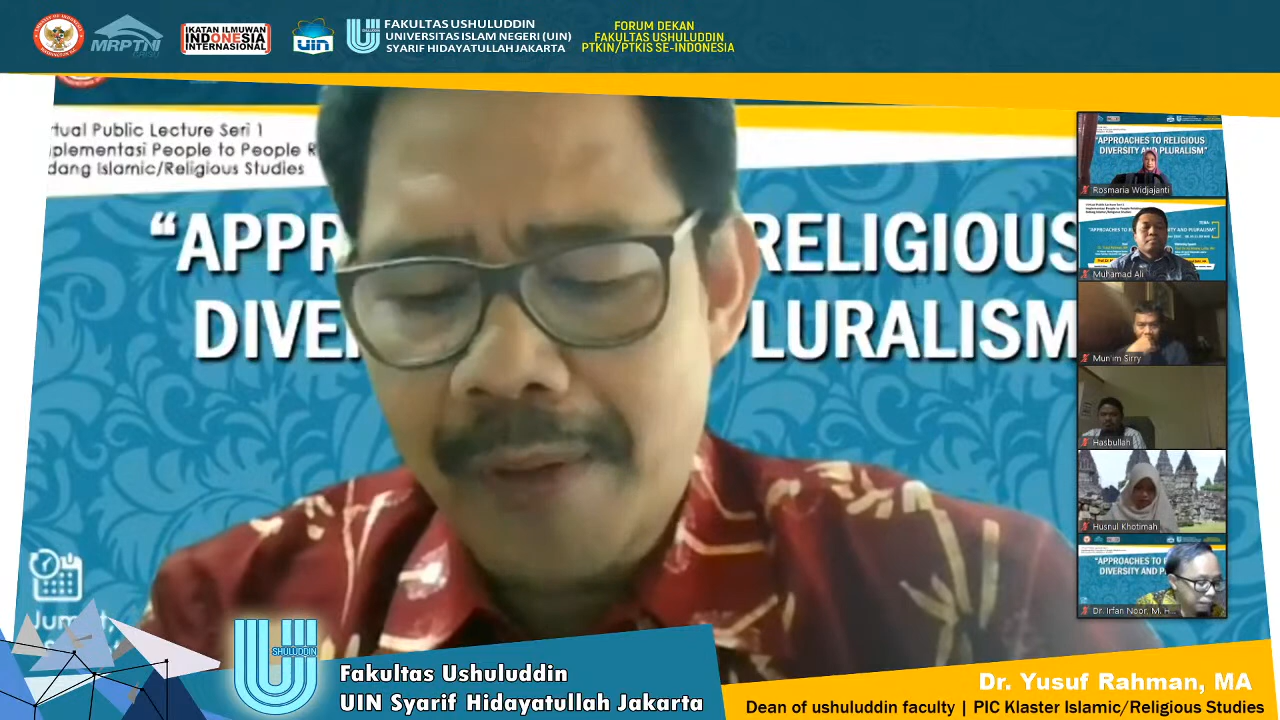 MRPTNI
IKATAN ILMUWAN
INDONESIA
INTERNASIONAL
uin
USHULUDDIN
FAKULTAS USHULUDDIN
UNIVERSITAS ISLAM NEGERI (UIN)
SYARIF HIDAYATULLAH JAKARTA
FORUM DEKAN
FAKULTAS USHULUDDIN
PTKIN/PTKIS SE-INDONESIA
rtual Public Lecture Seri 1
plementasi People to People R
dang Islamic/Religious Studies
“APPR RELIGIOUS
DIVE PLURALISM
"APPROACHES TO RELIGIOUS
DIVERSITY AND PLURALISM"
Rosmaria Widjajanti
Muhamad Ali
Mun'im Sirry
Hasbullah
Husnul Khotimah
"APPROACHES TO
DIVERSITY AND P
Dr. Irfan Noor, M. H...
Jum
USHULUDDIN
Fakultas Ushuluddin
UIN Syarif Hidayatullah Jakarta
Dr. Yusuf Rahman, MA
Dean of ushuluddin faculty | PIC Klaster Islamic/Religious Studies